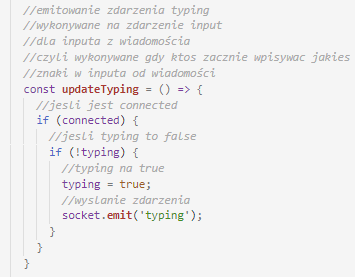 //emitowanie zdarzenia typing
//wykonywane na zdarzenie input
//dla inputa z wiadomościa
//czyli wykonywane gdy ktos zacznie wpisywac jakies
//znaki w inputa od wiadomości
const updateTyping = () => {
//jesli jest connected
if (connected) {
//jesli typing to false
if (!typing) {
//typing na true
typing = true;
//wyslanie zdarzenia
socket.emit('typing');
}
}
}